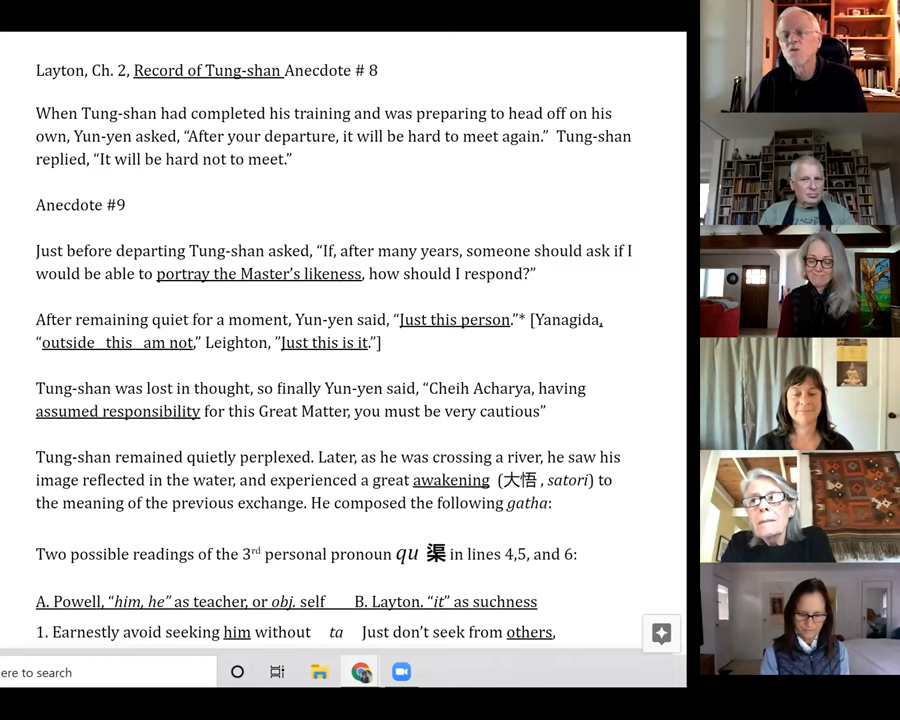 Layton, Ch. 2, Record of Tung-shan Anecdote # 8
When Tung-shan had completed his training and was preparing to head off on his
own, Yun-yen asked, “After your departure, it will be hard to meet again.” Tung-shan
replied, “It will be hard not to meet.”
Anecdote #9
Just before departing Tung-shan asked, “If, after many years, someone should ask if I
would be able to portray the Master’s likeness, how should I respond?”
After remaining quiet for a moment, Yun-yen said, “Just this person.”* [Yanagida,
“outside this am not,” Leighton, ”Just this is it.”]
Tung-shan was lost in thought, so finally Yun-yen said, “Cheih Acharya, having
assumed responsibility for this Great Matter, you must be very cautious”
Tung-shan remained quietly perplexed. Later, as he was crossing a river, he saw his
image reflected in the water, and experienced a great awakening (大悟, satori) to
the meaning of the previous exchange. He composed the following gatha:
Two possible readings of the 3rd personal pronoun qu 渠 in lines 4,5, and 6:
A. Powell, “him, he” as teacher, or obj. self B. Layton. “it” as suchness
1. Earnestly avoid seeking him without ta Just don’t seek from others,
ere to search